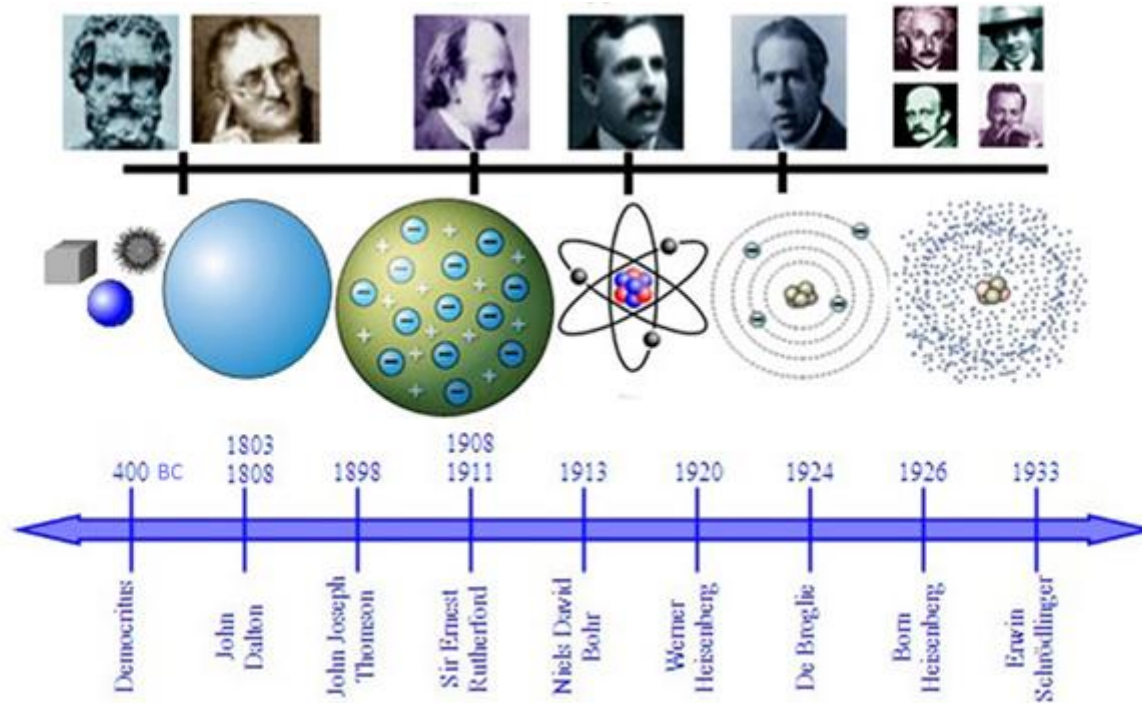 1803
1908
400 BC
1808
1898
1911
1913
1920
1924
1926
1933
Democritus
John
Dalton
John Joseph
Thomson
Sir Ernest
Rutherford
Niels David
Bohr
Werner
Heisenberg
De Broglie
Born
Heisenberg
Erwin
Schrödlinger